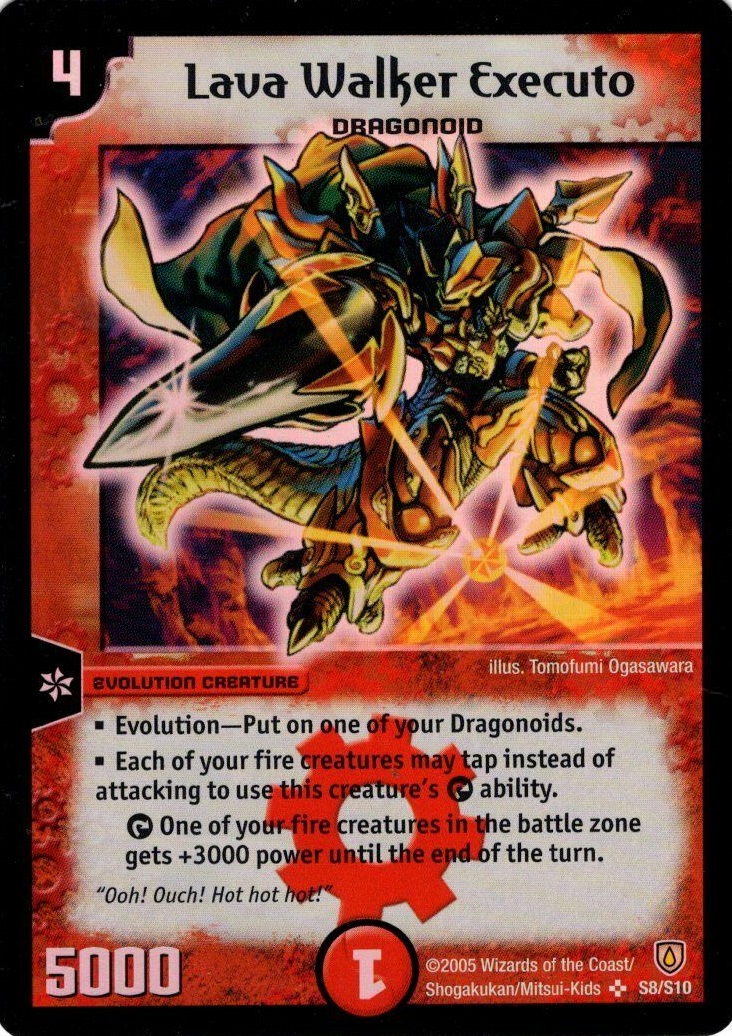 4
Lava Walker Executo
DRAGONOID
illus. Tomofumi Ogasawara
EVOLUTION CREATURE
▪ Evolution—Put on one of your Dragonoids.
▪ Each of your fire creatures may tap instead of
attacking to use this creature's ability.
One of your fire creatures in the battle zone
gets +3000 power until the end of the turn.
"Ooh! Ouch! Hot hot hot!"
5000
1
©2005 Wizards of the Coast/
Shogakukan/Mitsui-Kids S8/S10